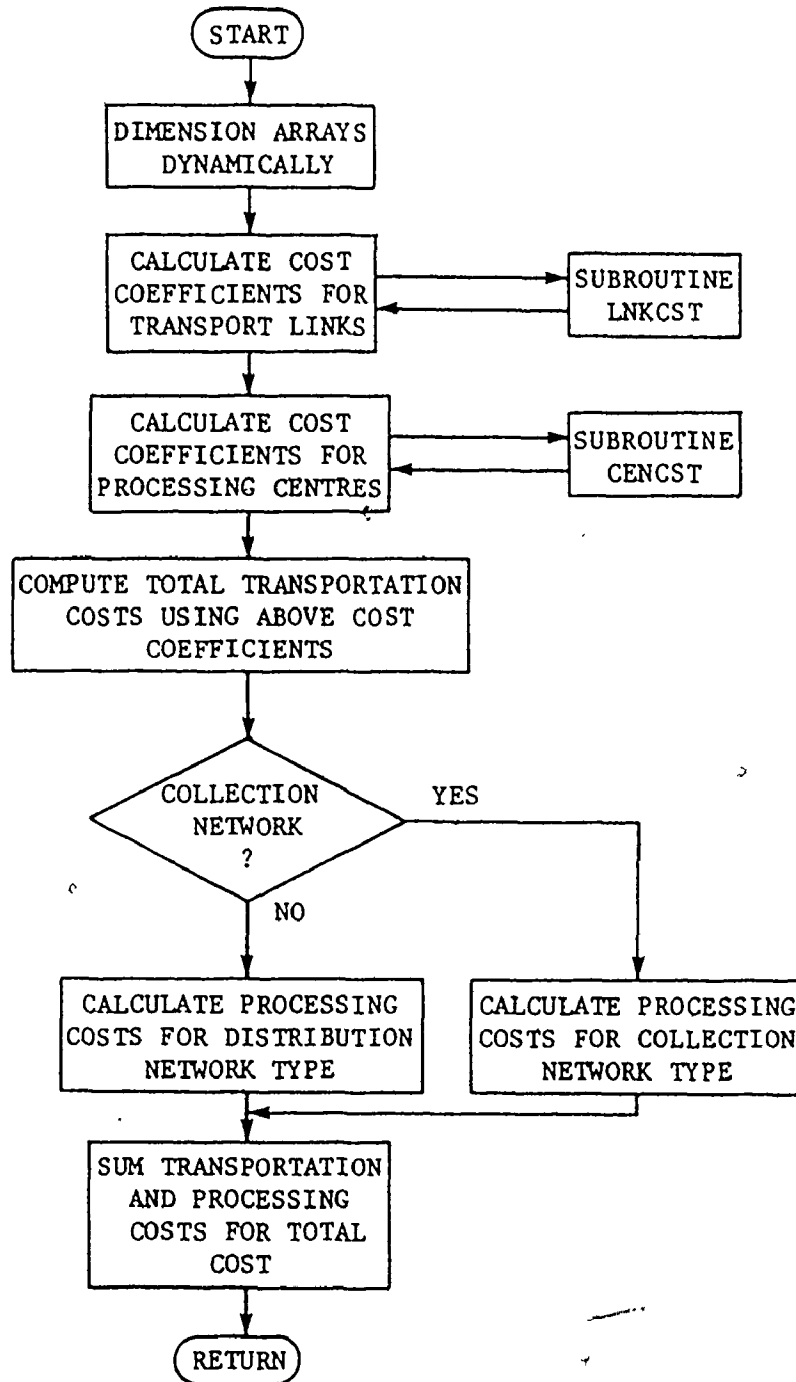 START
DIMENSION ARRAYS
DYNAMICALLY
CALCULATE COST
COEFFICIENTS FOR
TRANSPORT LINKS
SUBROUTINE
LNKCST
CALCULATE COST
COEFFICIENTS FOR
PROCESSING CENTRES
SUBROUTINE
CENCST
COMPUTE TOTAL TRANSPORTATION
COSTS USING ABOVE COST
COEFFICIENTS
COLLECTION
NETWORK
?
YES
NO
CALCULATE PROCESSING
COSTS FOR DISTRIBUTION
NETWORK TYPE
CALCULATE PROCESSING
COSTS FOR COLLECTION
NETWORK TYPE
SUM TRANSPORTATION
AND PROCESSING
COSTS FOR TOTAL
COST
RETURN